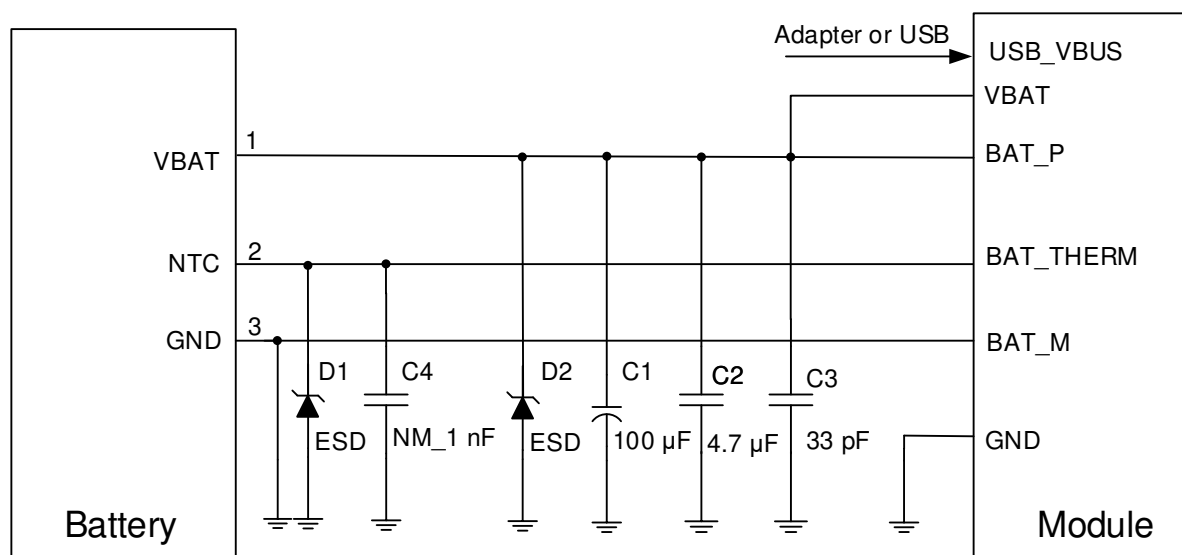 Adapter or USB
USB_VBUS
VBAT
1
VBAT
BAT_P
2
NTC
BAT_THERM
3
GND
BAT_M
D1
C4
D2
C1
C2
C3
ESD
NM_1 nF
ESD
100 µF
4.7 µF
33 pF
GND
Battery
Module